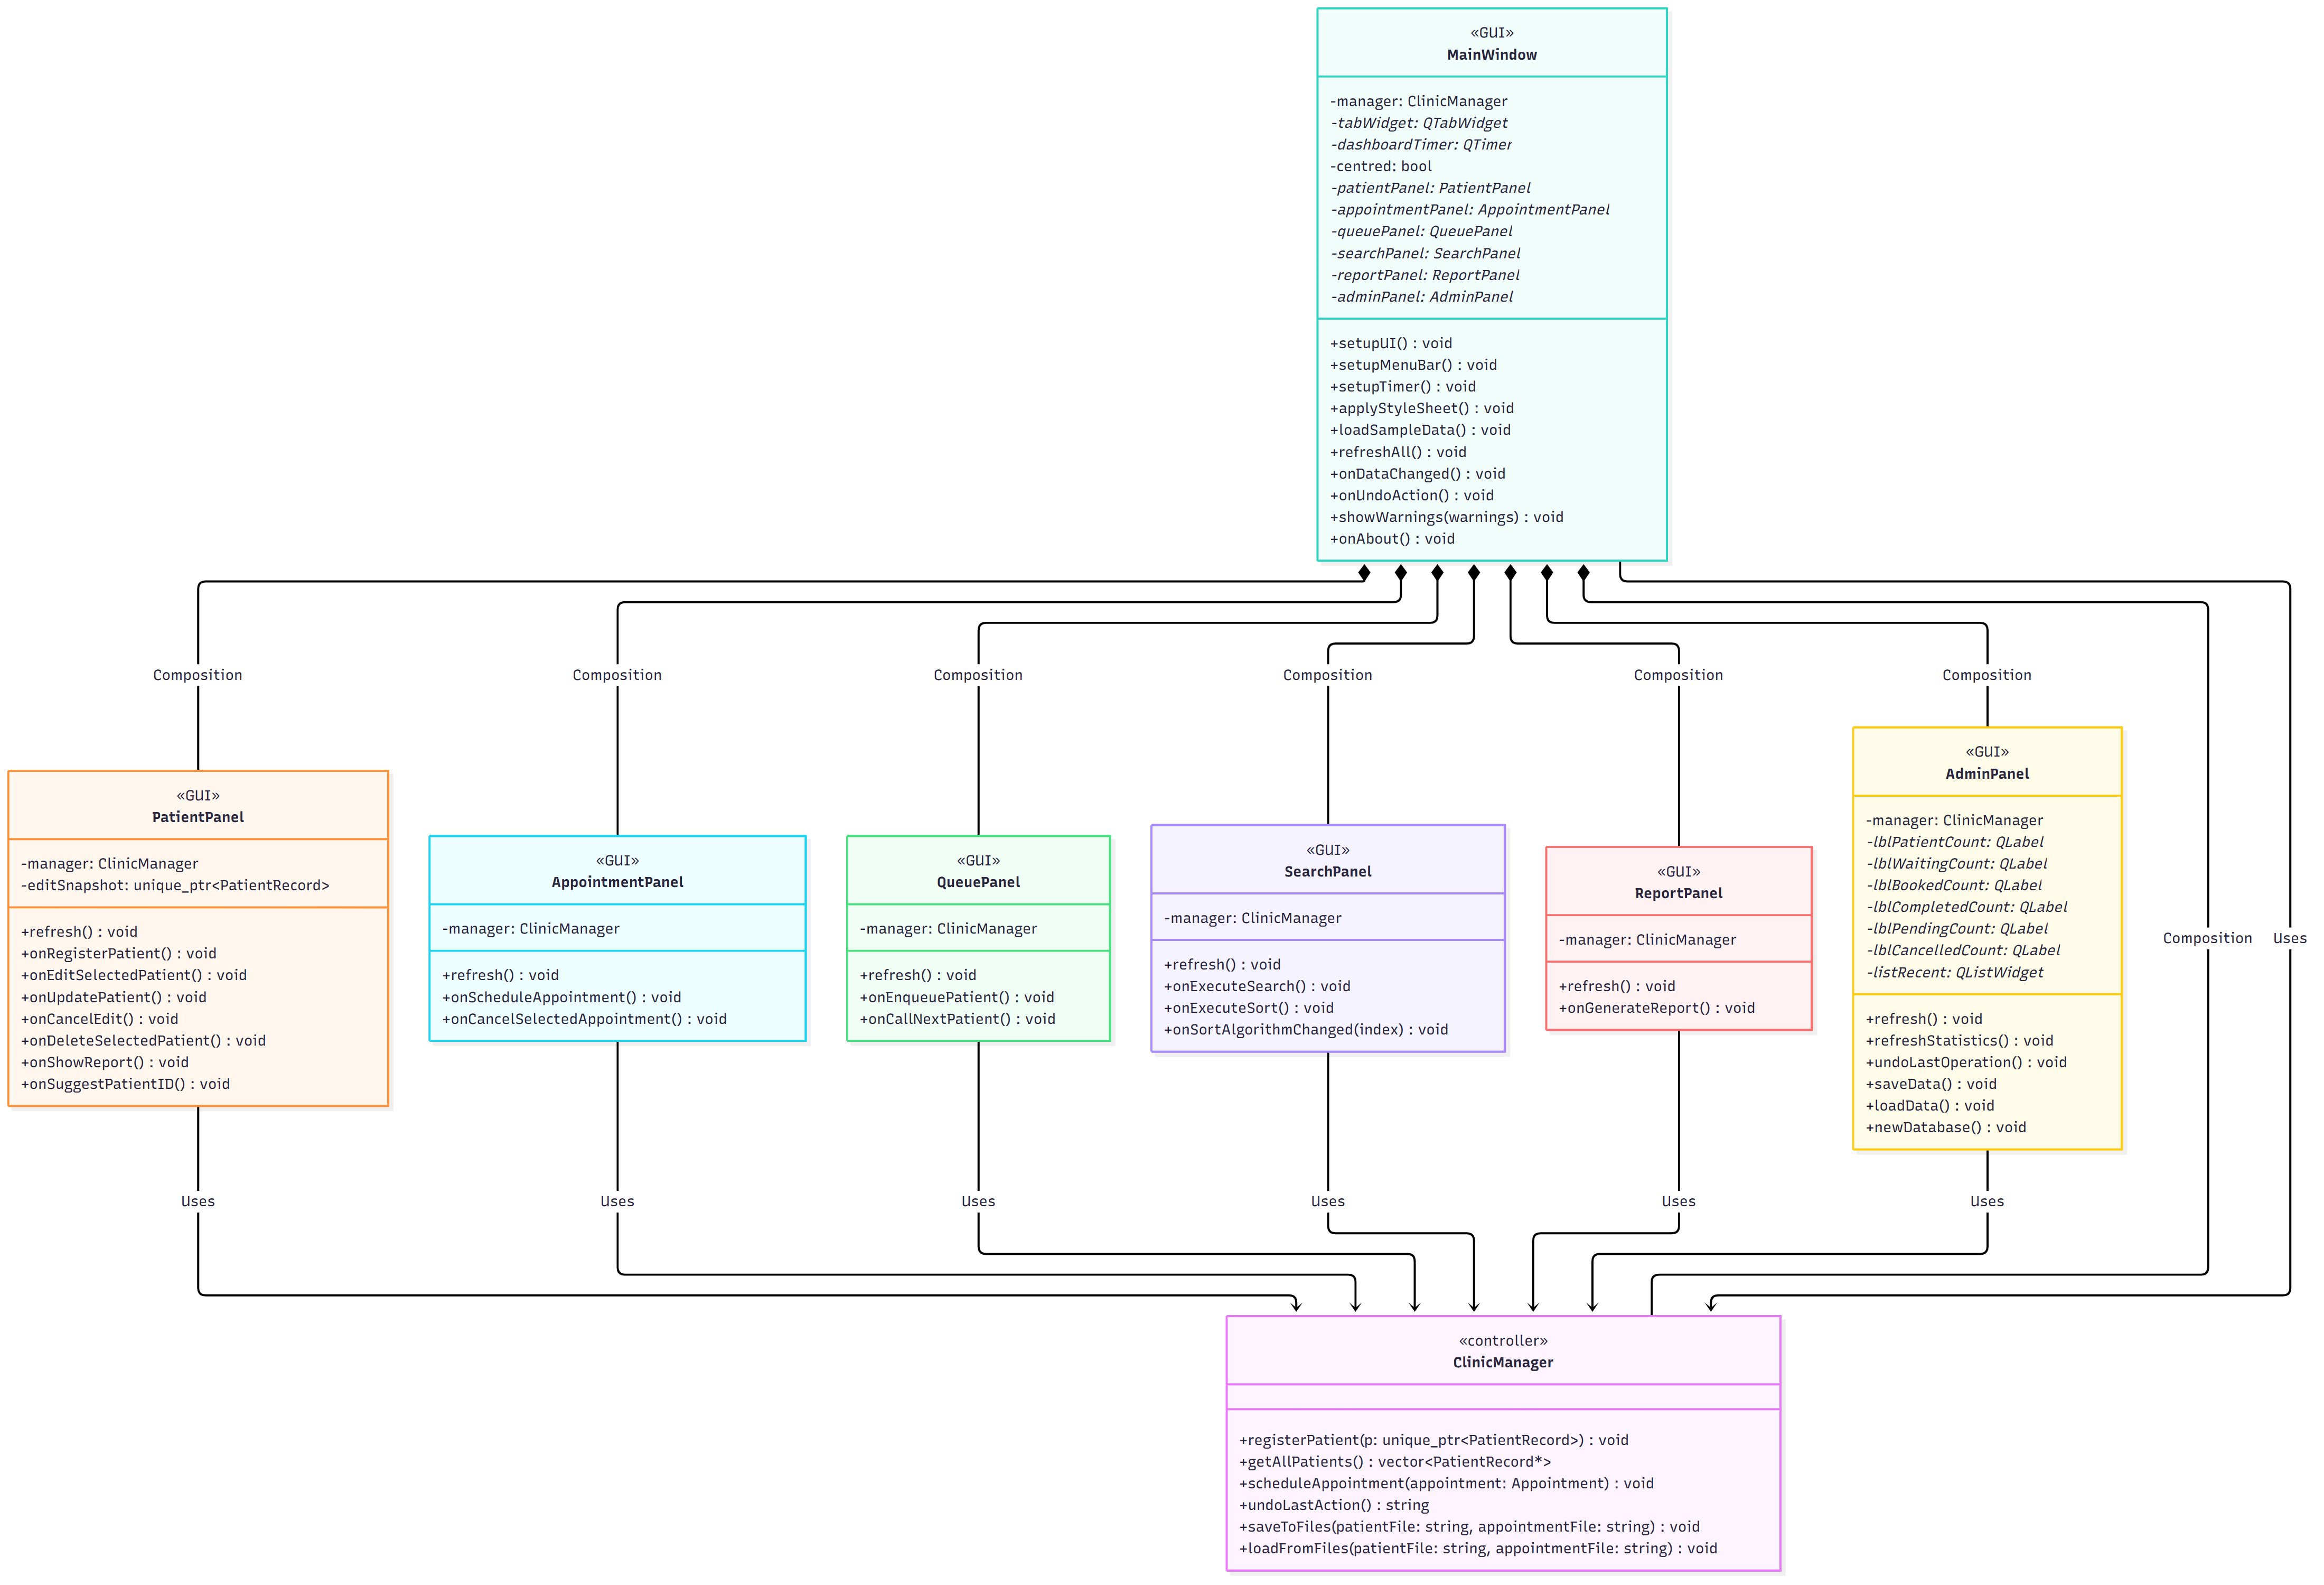 «GUI»
MainWindow
-manager: ClinicManager
-tabWidget: QTabWidget
-dashboardTimer: QTimer
-centred: bool
-patientPanel: PatientPanel
-appointmentPanel: AppointmentPanel
-queuePanel: QueuePanel
-searchPanel: SearchPanel
-reportPanel: ReportPanel
-adminPanel: AdminPanel
+setupUI() : void
+setupMenuBar() : void
+setupTimer() : void
+applyStyleSheet() : void
+loadSampleData() : void
+refreshAll() : void
+onDataChanged() : void
+onUndoAction() : void
+showWarnings(warnings) : void
+onAbout() : void
Composition
Composition
Composition
Composition
Composition
Composition
«GUI»
PatientPanel
-manager: ClinicManager
-editSnapshot: unique_ptr<PatientRecord>
+refresh() : void
+onRegisterPatient() : void
+onEditSelectedPatient() : void
+onUpdatePatient() : void
+onCancelEdit() : void
+onDeleteSelectedPatient() : void
+onShowReport() : void
+onSuggestPatientID() : void
«GUI»
AppointmentPanel
-manager: ClinicManager
+refresh() : void
+onScheduleAppointment() : void
+onCancelSelectedAppointment() : void
«GUI»
QueuePanel
-manager: ClinicManager
+refresh() : void
+onEnqueuePatient() : void
+onCallNextPatient() : void
«GUI»
SearchPanel
-manager: ClinicManager
+refresh() : void
+onExecuteSearch() : void
+onExecuteSort() : void
+onSortAlgorithmChanged(index) : void
«GUI»
ReportPanel
-manager: ClinicManager
+refresh() : void
+onGenerateReport() : void
«GUI»
AdminPanel
-manager: ClinicManager
-lblPatientCount: QLabel
-lblWaitingCount: QLabel
-lblBookedCount: QLabel
-lblCompletedCount: QLabel
-lblPendingCount: QLabel
-lblCancelledCount: QLabel
-listRecent: QListWidget
+refresh() : void
+refreshStatistics() : void
+undoLastOperation() : void
+saveData() : void
+loadData() : void
+newDatabase() : void
Composition
Uses
Uses
Uses
Uses
Uses
Uses
Uses
«controller»
ClinicManager
+registerPatient(p: unique_ptr<PatientRecord>) : void
+getAllPatients() : vector<PatientRecord*>
+scheduleAppointment(appointment: Appointment) : void
+undoLastAction() : string
+saveToFiles(patientFile: string, appointmentFile: string) : void
+loadFromFiles(patientFile: string, appointmentFile: string) : void